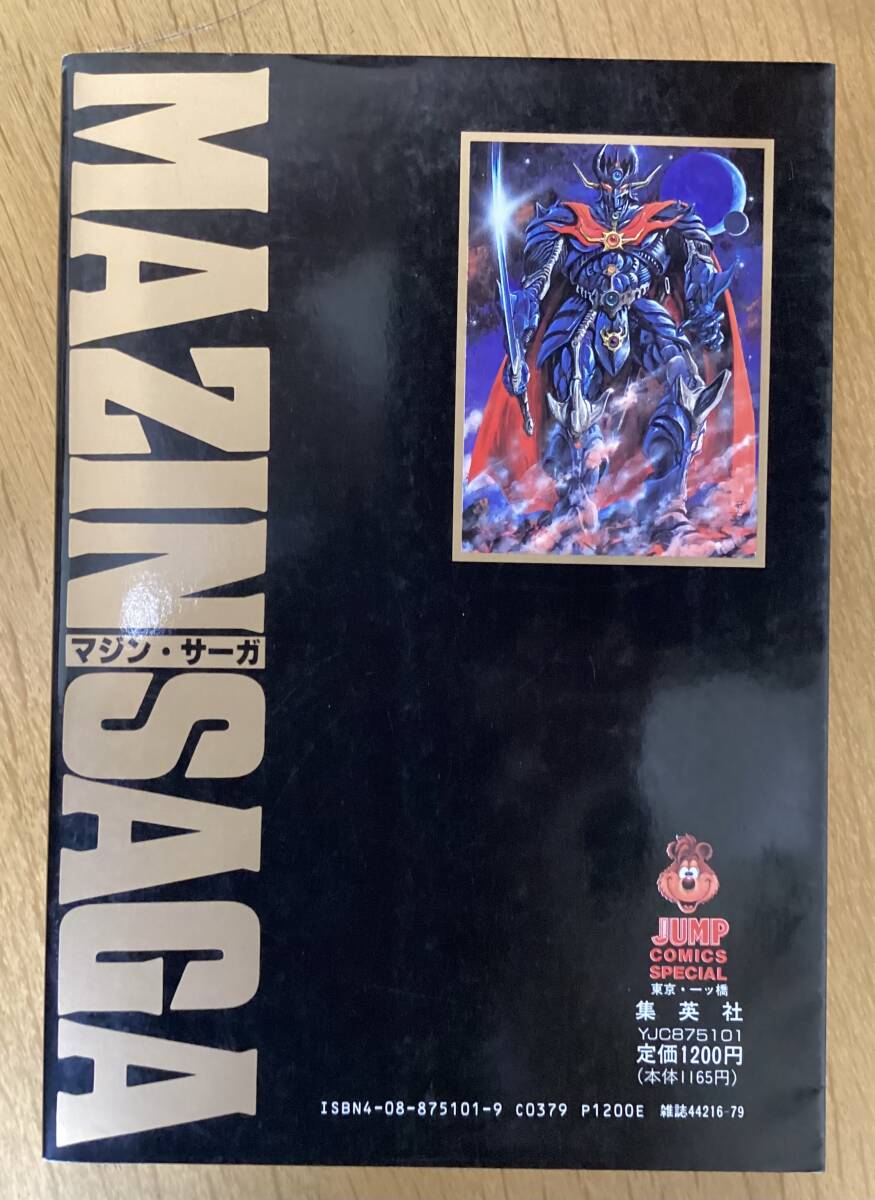 MAZINSAGA
マジン・サーガ
JUMP
COMICS
SPECIAL
東京・一ッ橋
集英社
YJC875101
定価1200円
(本体1165円)
ISBN4-08-875101-9 C0379 P1200E 雑誌44216-79